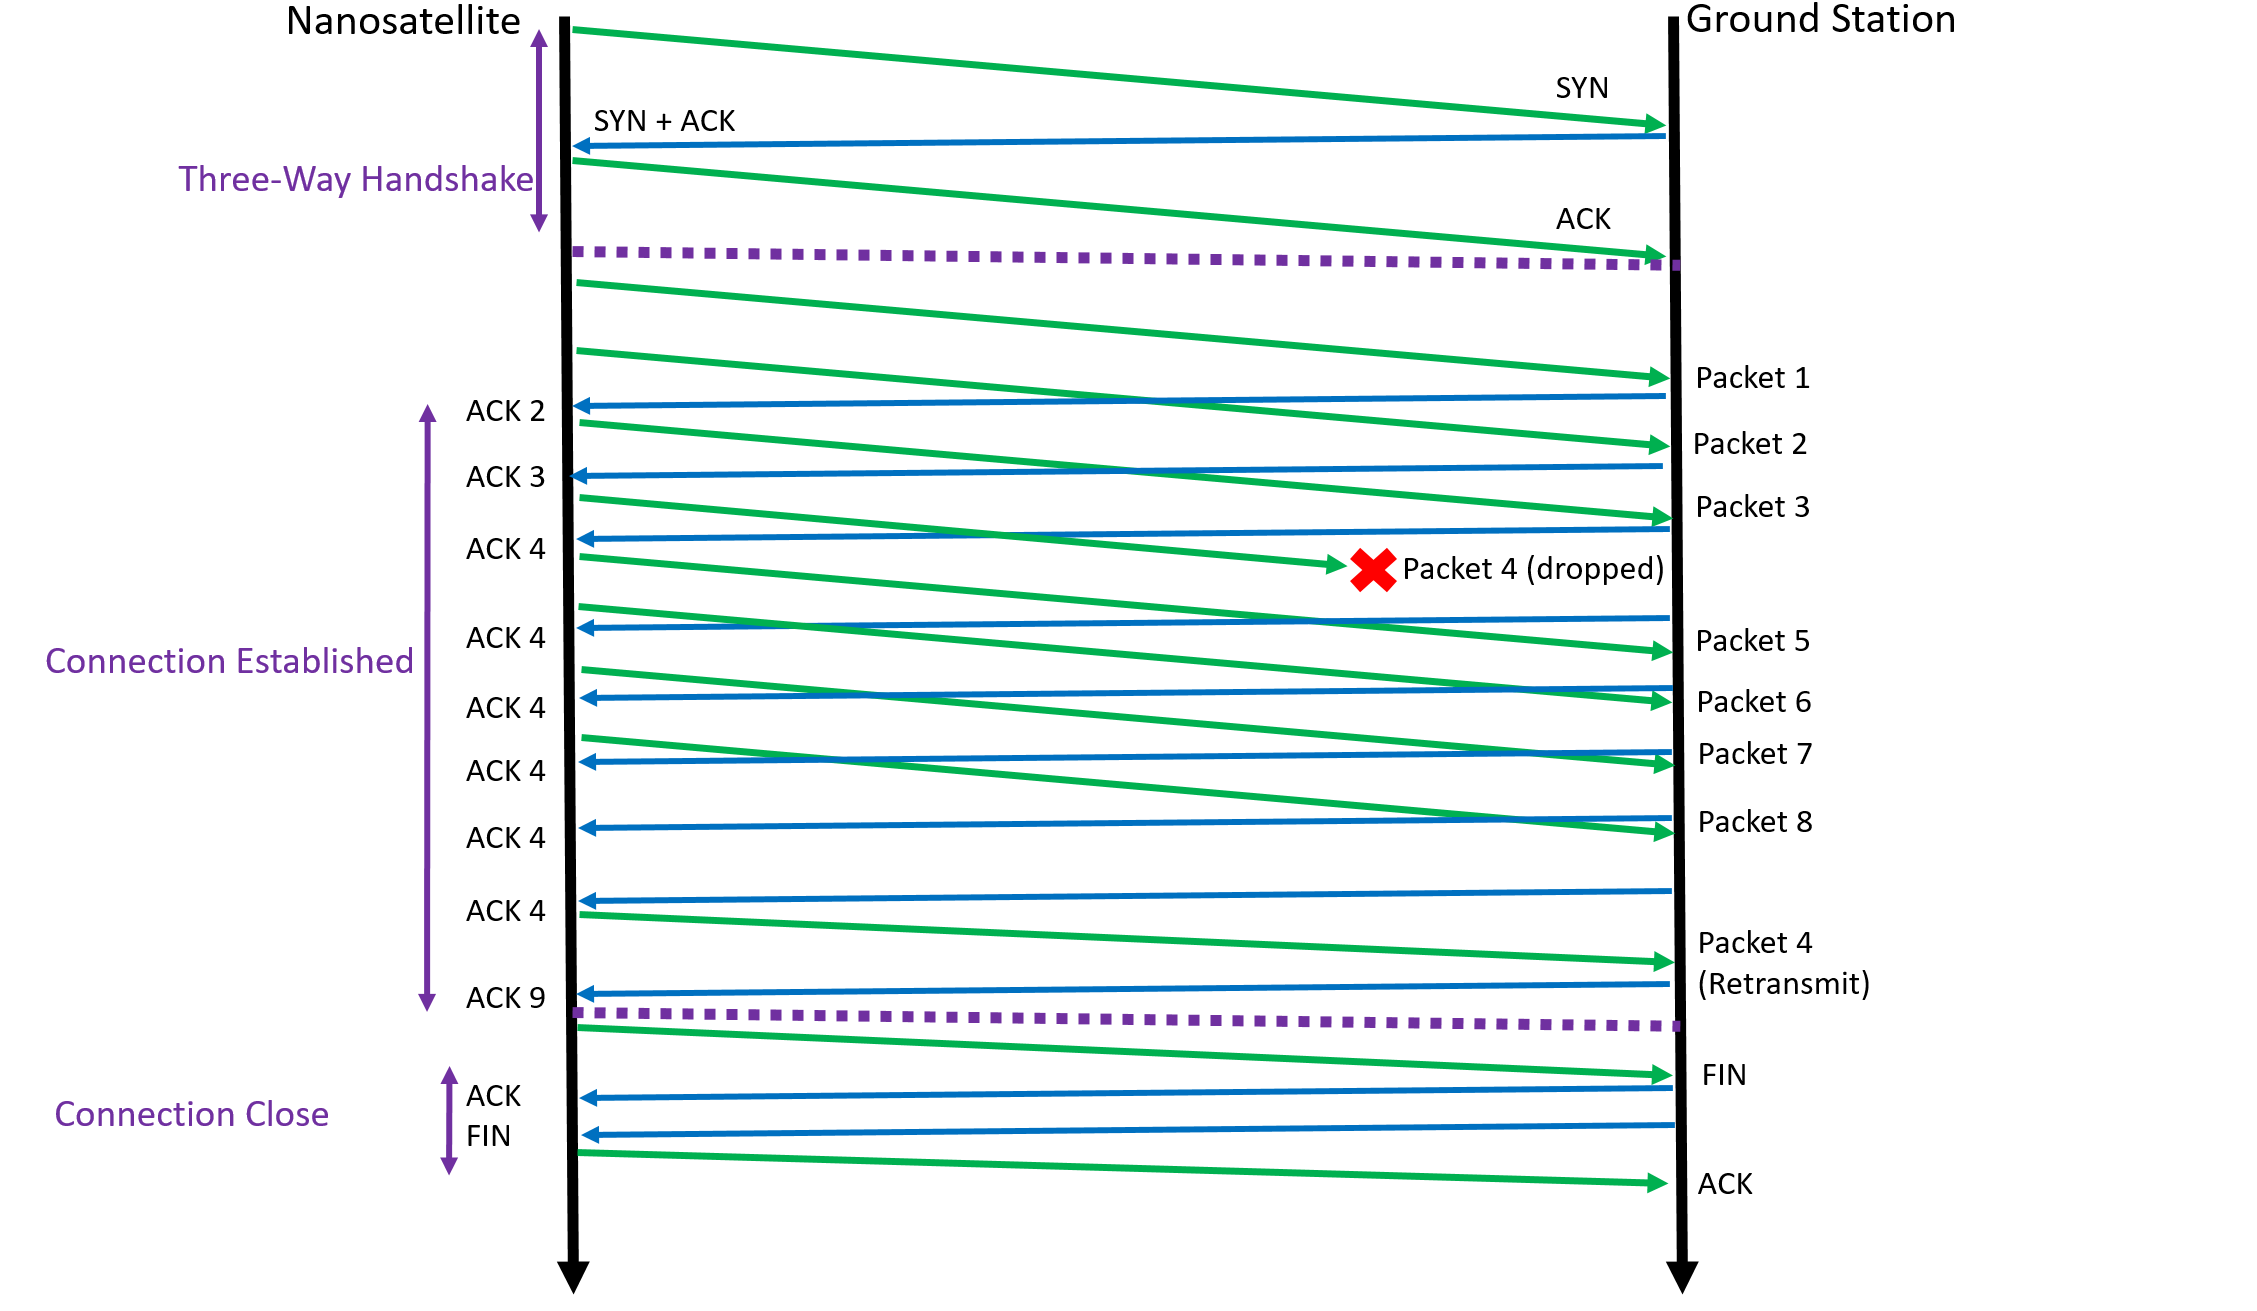 Nanosatellite
Ground Station
SYN
SYN + ACK
Three-Way Handshake
ACK
Packet 1
ACK 2
Packet 2
ACK 3
Packet 3
ACK 4
Packet 4 (dropped)
ACK 4
Packet 5
Connection Established
ACK 4
Packet 6
Packet 7
ACK 4
Packet 8
ACK 4
ACK 4
Packet 4
(Retransmit)
ACK 9
FIN
ACK
Connection Close
FIN
ACK